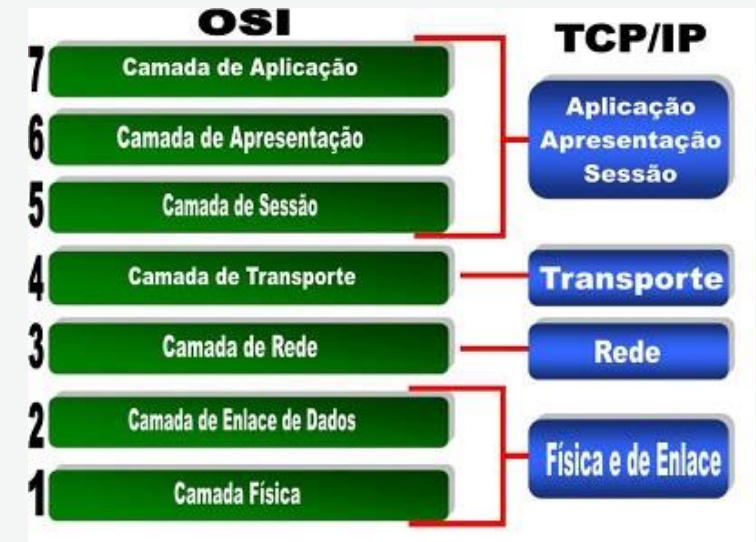 OSI
TCP/IP
7 Camada de Aplicação
6 Camada de Apresentação
5 Camada de Sessão
4 Camada de Transporte
3 Camada de Rede
2 Camada de Enlace de Dados
1 Camada Física
Aplicação
Apresentação
Sessão
Transporte
Rede
Física e de Enlace